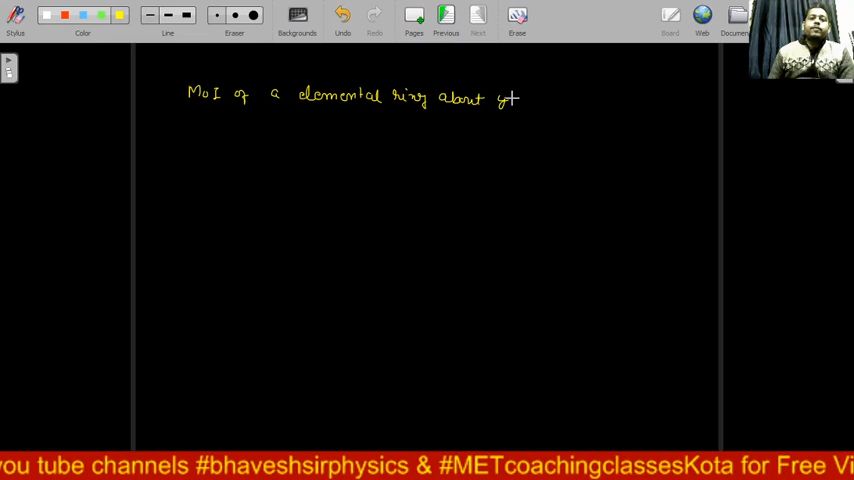 Stylus
Color
Line
Eraser
Backgrounds
Undo
Redo
Pages
Previous
Next
Erase
Board
Web
Documen
MoI of a elemental ring about y
you tube channels #bhaveshsirphysics & #METcoachingclassesKota for Free Vi